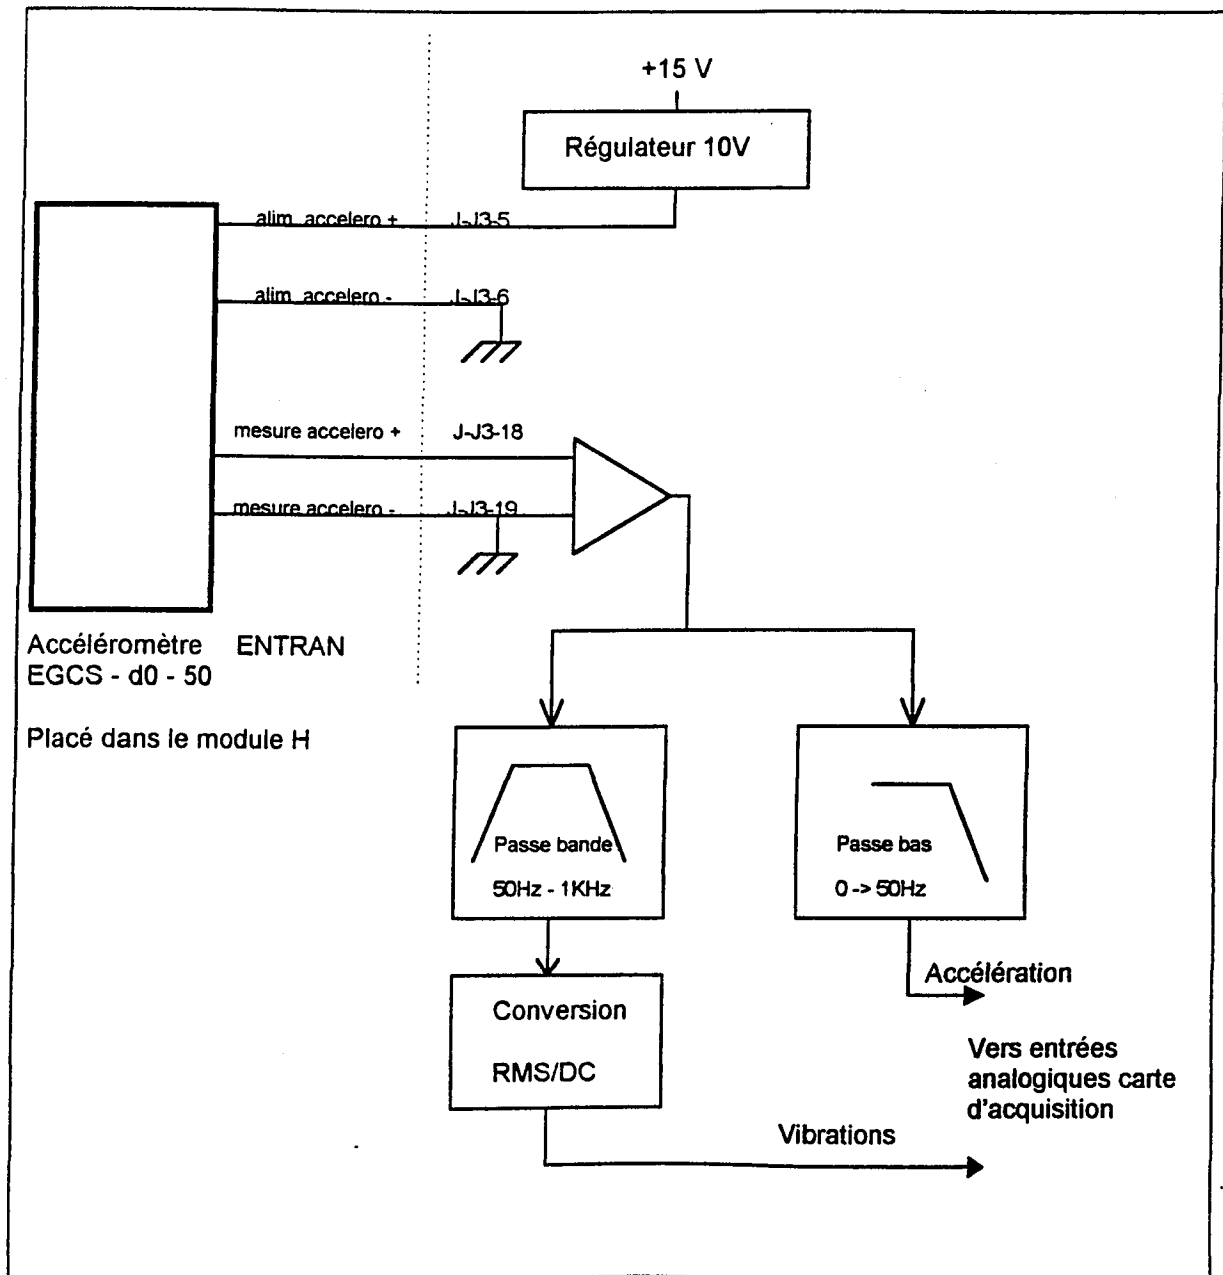 +15 V
Régulateur 10V
alim accelero + J-J3-5
alim accelero - J-J3-6
mesure accelero + J-J3-18
mesure accelero - J-J3-19
Accéléromètre ENTRAN
EGCS - d0 - 50
Placé dans le module H
Passe bande
50Hz - 1KHz
Passe bas
0 -> 50Hz
Conversion
RMS/DC
Accélération
Vers entrées
analogiques carte
d'acquisition
Vibrations